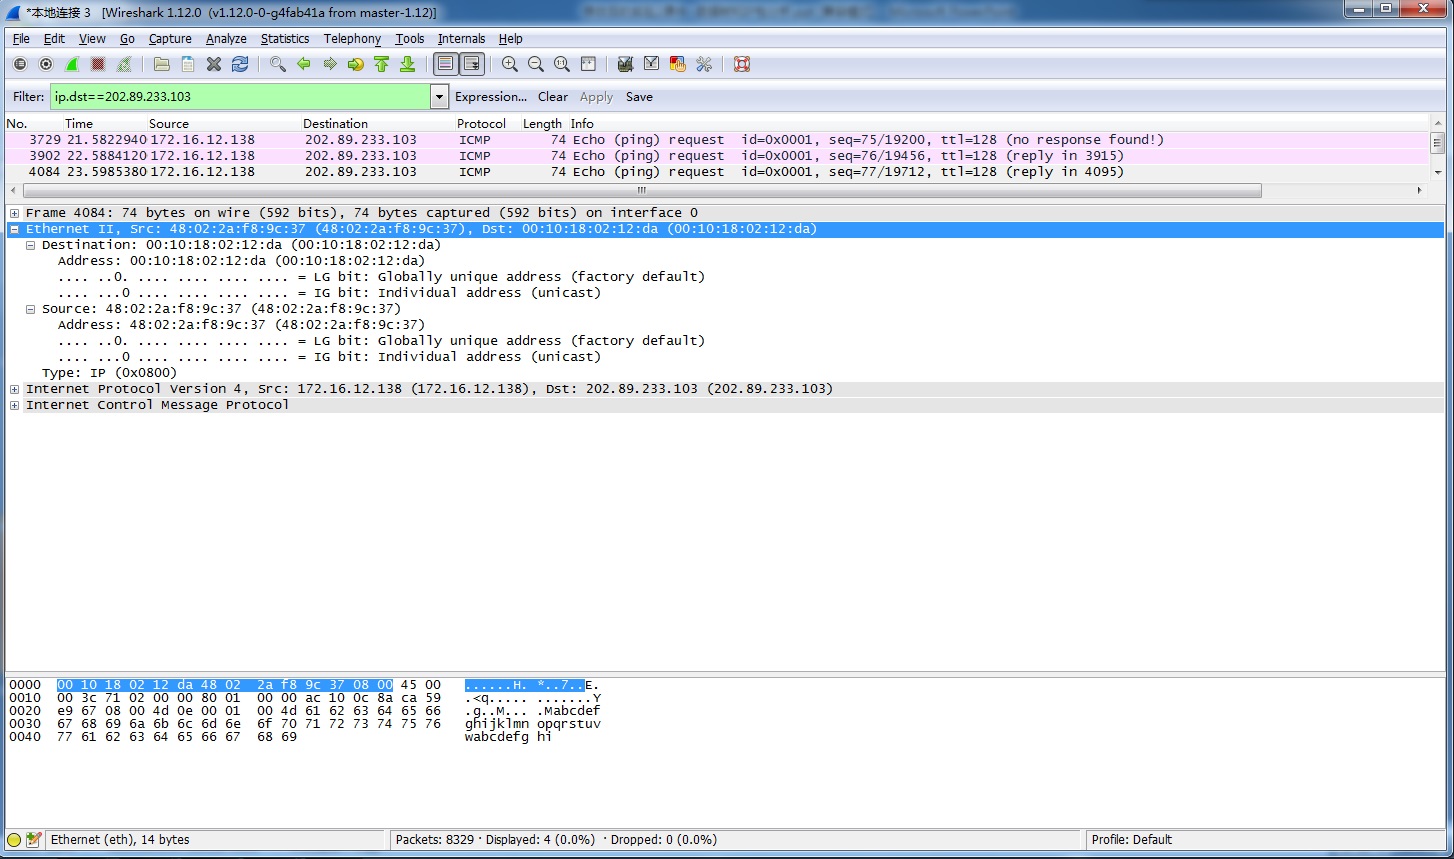 *本地连接 3 [Wireshark 1.12.0 (v1.12.0-0-g4fab41a from master-1.12)]
File Edit View Go Capture Analyze Statistics Telephony Tools Internals Help
Filter: ip.dst==202.89.233.103 Expression... Clear Apply Save
No. Time Source Destination Protocol Length Info
3729 21.5822940 172.16.12.138 202.89.233.103 ICMP 74 Echo (ping) request id=0x0001, seq=75/19200, ttl=128 (no response found!)
3902 22.5884120 172.16.12.138 202.89.233.103 ICMP 74 Echo (ping) request id=0x0001, seq=76/19456, ttl=128 (reply in 3915)
4084 23.5985380 172.16.12.138 202.89.233.103 ICMP 74 Echo (ping) request id=0x0001, seq=77/19712, ttl=128 (reply in 4095)
Frame 4084: 74 bytes on wire (592 bits), 74 bytes captured (592 bits) on interface 0
Ethernet II, Src: 48:02:2a:f8:9c:37 (48:02:2a:f8:9c:37), Dst: 00:10:18:02:12:da (00:10:18:02:12:da)
Destination: 00:10:18:02:12:da (00:10:18:02:12:da)
Address: 00:10:18:02:12:da (00:10:18:02:12:da)
.... ..0. .... .... .... .... = LG bit: Globally unique address (factory default)
.... ...0 .... .... .... .... = IG bit: Individual address (unicast)
Source: 48:02:2a:f8:9c:37 (48:02:2a:f8:9c:37)
Address: 48:02:2a:f8:9c:37 (48:02:2a:f8:9c:37)
.... ..0. .... .... .... .... = LG bit: Globally unique address (factory default)
.... ...0 .... .... .... .... = IG bit: Individual address (unicast)
Type: IP (0x0800)
Internet Protocol Version 4, Src: 172.16.12.138 (172.16.12.138), Dst: 202.89.233.103 (202.89.233.103)
Internet Control Message Protocol
0000 00 10 18 02 12 da 48 02 2a f8 9c 37 08 00 45 00 ......H. *..7..E.
0010 00 3c 71 02 00 00 80 01 00 00 ac 10 0c 8a ca 59 .<q..... .......Y
0020 e9 67 08 00 4d 0e 00 01 00 4d 61 62 63 64 65 66 .g..M... .Mabcdef
0030 67 68 69 6a 6b 6c 6d 6e 6f 70 71 72 73 74 75 76 ghijklmn opqrstuv
0040 77 61 62 63 64 65 66 67 68 69 wabcdefg hi
Ethernet (eth), 14 bytes Packets: 8329 · Displayed: 4 (0.0%) · Dropped: 0 (0.0%) Profile: Default